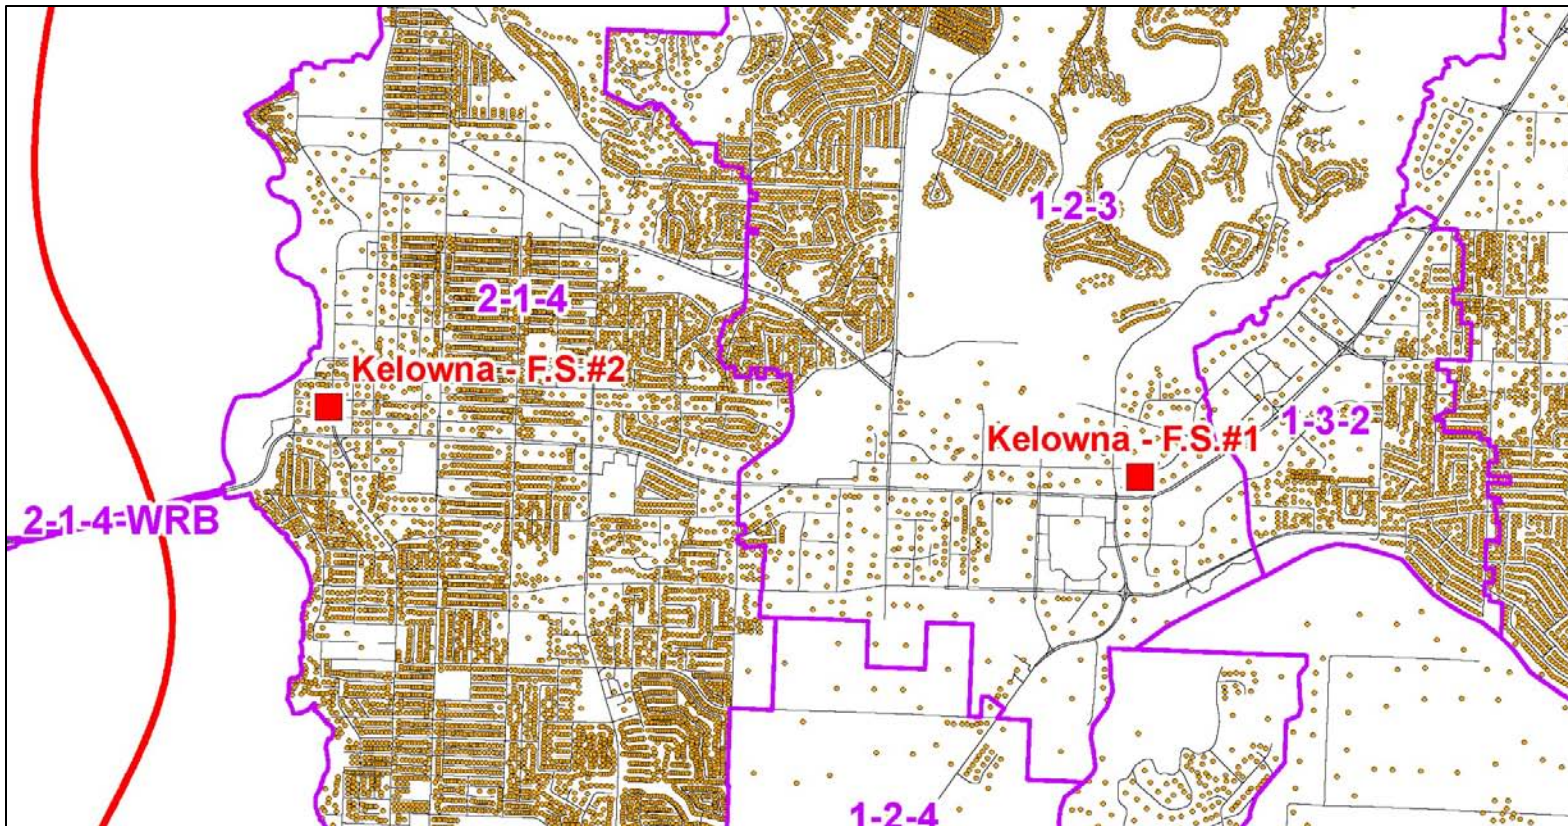 1-2-3
2-1-4
Kelowna - F.S.#2
1-3-2
Kelowna - F.S.#1
2-1-4-WRB
1-2-4